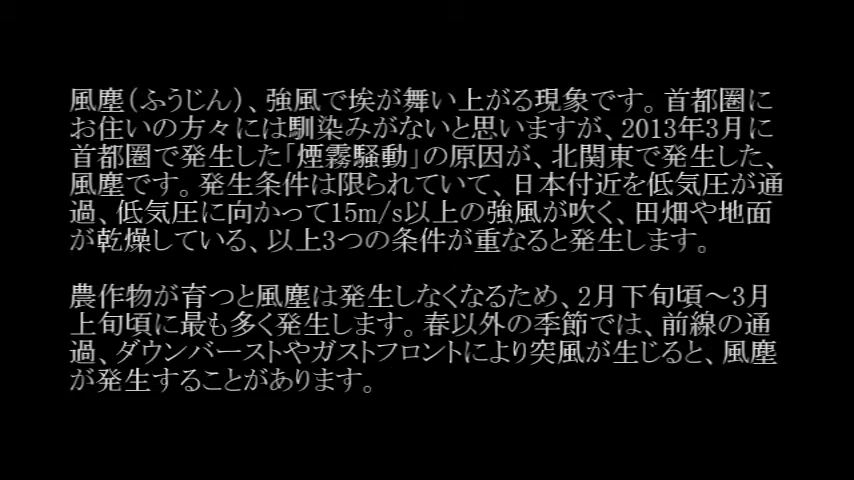 風塵(ふうじん)、強風で埃が舞い上がる現象です。首都圏に
お住いの方々には馴染みがないと思いますが、2013年3月に
首都圏で発生した「煙霧騒動」の原因が、北関東で発生した、
風塵です。発生条件は限られていて、日本付近を低気圧が通
過、低気圧に向かって15m/s以上の強風が吹く、田畑や地面
が乾燥している、以上3つの条件が重なると発生します。
農作物が育つと風塵は発生しなくなるため、2月下旬頃～3月
上旬頃に最も多く発生します。春以外の季節では、前線の通
過、ダウンバーストやガストフロントにより突風が生じると、風塵
が発生することがあります。